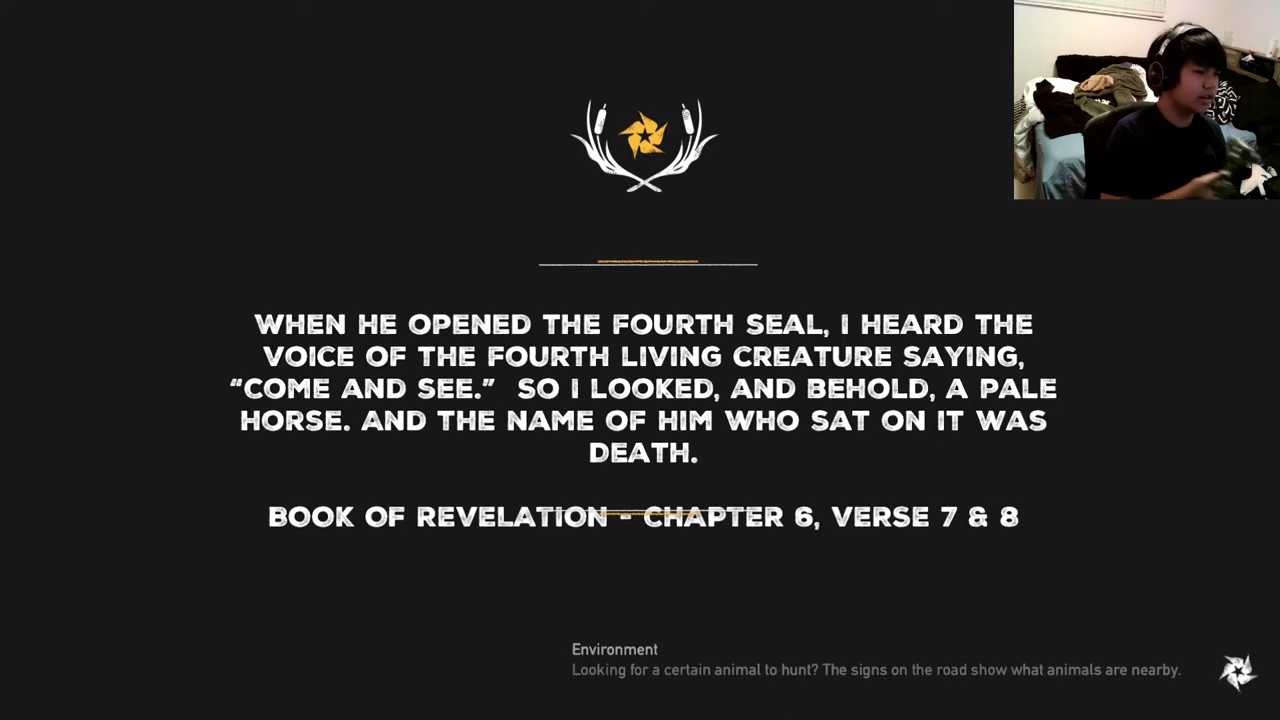 WHEN HE OPENED THE FOURTH SEAL, I HEARD THE
VOICE OF THE FOURTH LIVING CREATURE SAYING,
“COME AND SEE.” SO I LOOKED, AND BEHOLD, A PALE
HORSE. AND THE NAME OF HIM WHO SAT ON IT WAS
DEATH.
BOOK OF REVELATION - CHAPTER 6, VERSE 7 & 8
Environment
Looking for a certain animal to hunt? The signs on the road show what animals are nearby.